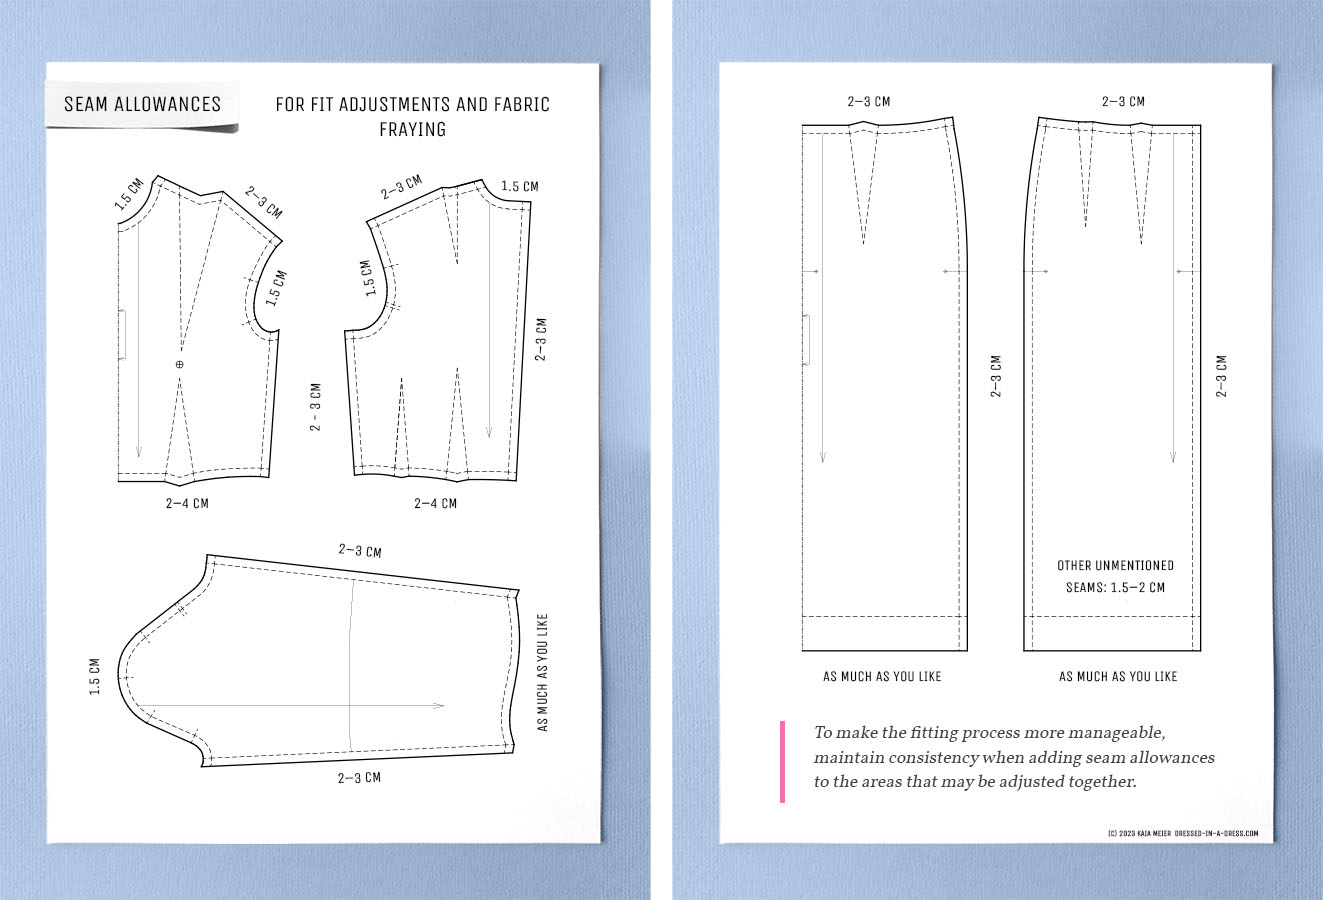 SEAM ALLOWANCES
FOR FIT ADJUSTMENTS AND FABRIC
FRAYING
1.5 CM
2–3 CM
2–3 CM
1.5 CM
1.5 CM
1.5 CM
2–3 CM
2 - 3 CM
2–4 CM
2–4 CM
2–3 CM
1.5 CM
AS MUCH AS YOU LIKE
2–3 CM
2–3 CM
2–3 CM
2–3 CM
2–3 CM
OTHER UNMENTIONED
SEAMS: 1.5–2 CM
AS MUCH AS YOU LIKE
AS MUCH AS YOU LIKE
To make the fitting process more manageable,
maintain consistency when adding seam allowances
to the areas that may be adjusted together.
(C) 2023 KAIA MEIER DRESSED-IN-A-DRESS.COM